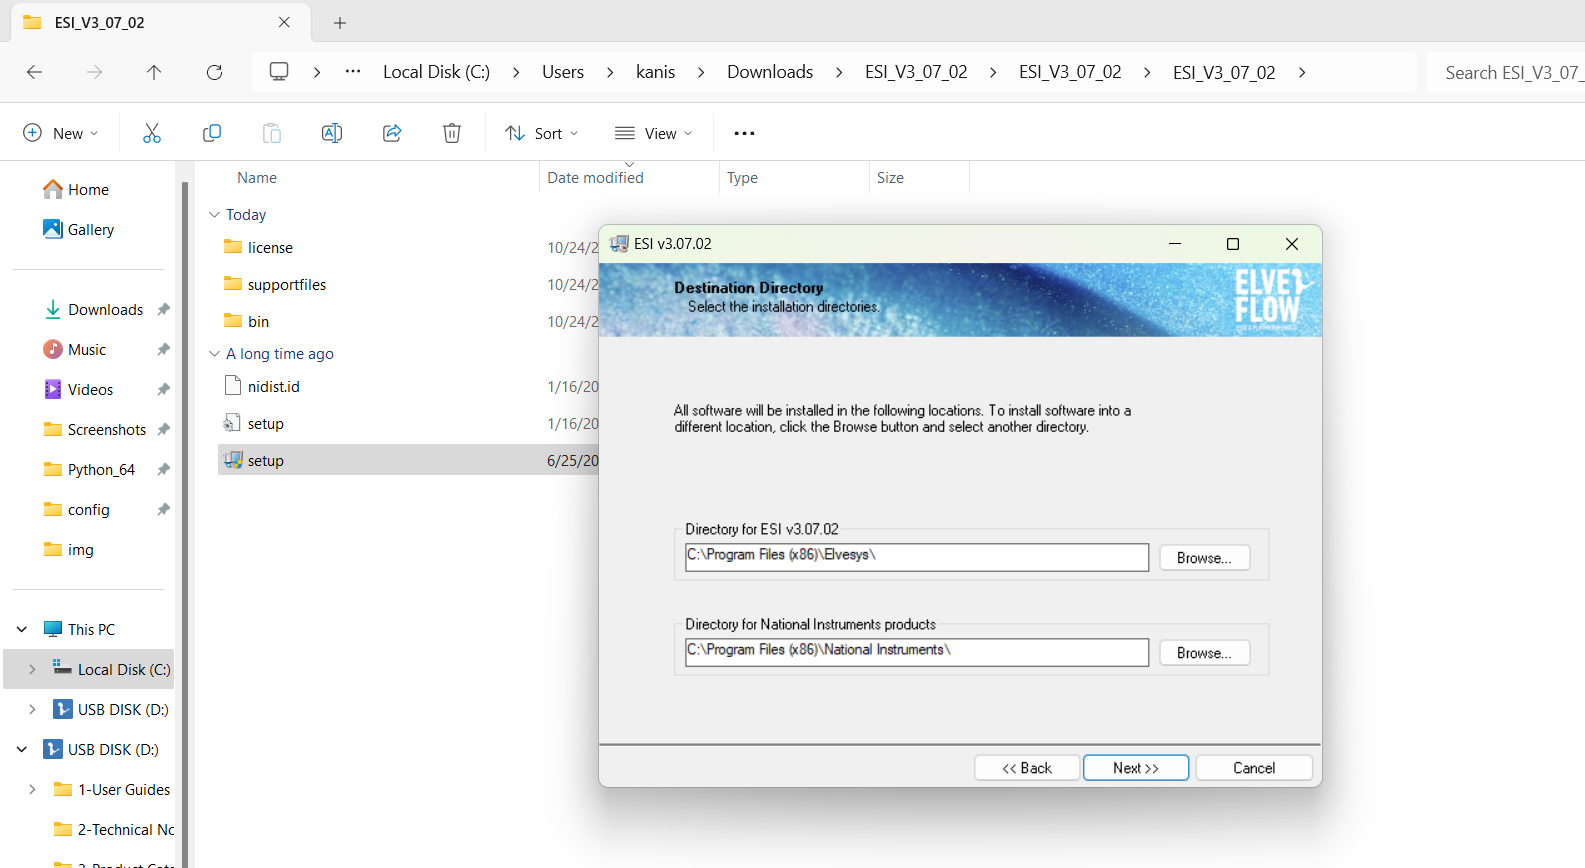 ESI_V3_07_02
Local Disk (C:) > Users > kanis > Downloads > ESI_V3_07_02 > ESI_V3_07_02 > ESI_V3_07_02 >
Search ESI_V3_07_
New
Sort
View
Name
Date modified
Type
Size
Home
Gallery
Downloads
Music
Videos
Screenshots
Python_64
config
img
This PC
Local Disk (C:)
USB DISK (D:)
USB DISK (D:)
1-User Guides
2-Technical Nc
Today
license 10/24/2
supportfiles 10/24/2
bin 10/24/2
A long time ago
nidist.id 1/16/20
setup 1/16/20
setup 6/25/20
ESI v3.07.02
Destination Directory
Select the installation directories.
ELVE
FLOW
All software will be installed in the following locations. To install software into a
different location, click the Browse button and select another directory.
Directory for ESI v3.07.02
C:\Program Files (x86)\Elvesys\
Browse...
Directory for National Instruments products
C:\Program Files (x86)\National Instruments\
Browse...
<< Back
Next >>
Cancel